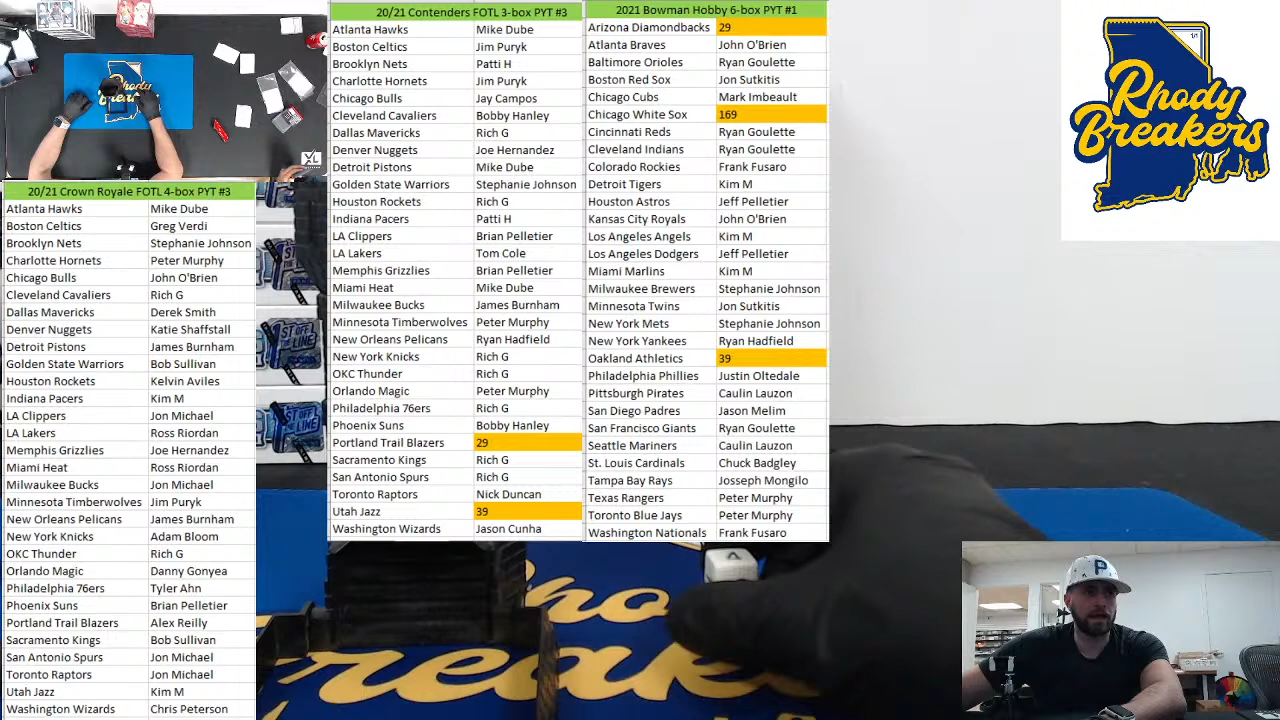 20/21 Contenders FOTL 3-box PYT #3
Atlanta Hawks Mike Dube
Boston Celtics Jim Puryk
Brooklyn Nets Patti H
Charlotte Hornets Jim Puryk
Chicago Bulls Jay Campos
Cleveland Cavaliers Bobby Hanley
Dallas Mavericks Rich G
Denver Nuggets Joe Hernandez
Detroit Pistons Mike Dube
Golden State Warriors Stephanie Johnson
Houston Rockets Rich G
Indiana Pacers Patti H
LA Clippers Brian Pelletier
LA Lakers Tom Cole
Memphis Grizzlies Brian Pelletier
Miami Heat Mike Dube
Milwaukee Bucks James Burnham
Minnesota Timberwolves Peter Murphy
New Orleans Pelicans Ryan Hadfield
New York Knicks Rich G
OKC Thunder Rich G
Orlando Magic Peter Murphy
Philadelphia 76ers Rich G
Phoenix Suns Bobby Hanley
Portland Trail Blazers 29
Sacramento Kings Rich G
San Antonio Spurs Rich G
Toronto Raptors Nick Duncan
Utah Jazz 39
Washington Wizards Jason Cunha
2021 Bowman Hobby 6-box PYT #1
Arizona Diamondbacks 29
Atlanta Braves John O'Brien
Baltimore Orioles Ryan Goulette
Boston Red Sox Jon Sutkitis
Chicago Cubs Mark Imbeault
Chicago White Sox 169
Cincinnati Reds Ryan Goulette
Cleveland Indians Ryan Goulette
Colorado Rockies Frank Fusaro
Detroit Tigers Kim M
Houston Astros Jeff Pelletier
Kansas City Royals John O'Brien
Los Angeles Angels Kim M
Los Angeles Dodgers Jeff Pelletier
Miami Marlins Kim M
Milwaukee Brewers Stephanie Johnson
Minnesota Twins Jon Sutkitis
New York Mets Stephanie Johnson
New York Yankees Ryan Hadfield
Oakland Athletics 39
Philadelphia Phillies Justin Oltedale
Pittsburgh Pirates Caulin Lauzon
San Diego Padres Jason Melim
San Francisco Giants Ryan Goulette
Seattle Mariners Caulin Lauzon
St. Louis Cardinals Chuck Badgley
Tampa Bay Rays Josseph Mongilo
Texas Rangers Peter Murphy
Toronto Blue Jays Peter Murphy
Washington Nationals Frank Fusaro
20/21 Crown Royale FOTL 4-box PYT #3
Atlanta Hawks Mike Dube
Boston Celtics Greg Verdi
Brooklyn Nets Stephanie Johnson
Charlotte Hornets Peter Murphy
Chicago Bulls John O'Brien
Cleveland Cavaliers Rich G
Dallas Mavericks Derek Smith
Denver Nuggets Katie Shaffstall
Detroit Pistons James Burnham
Golden State Warriors Bob Sullivan
Houston Rockets Kelvin Aviles
Indiana Pacers Kim M
LA Clippers Jon Michael
LA Lakers Ross Riordan
Memphis Grizzlies Joe Hernandez
Miami Heat Ross Riordan
Milwaukee Bucks Jon Michael
Minnesota Timberwolves Jim Puryk
New Orleans Pelicans James Burnham
New York Knicks Adam Bloom
OKC Thunder Rich G
Orlando Magic Danny Gonyea
Philadelphia 76ers Tyler Ahn
Phoenix Suns Brian Pelletier
Portland Trail Blazers Alex Reilly
Sacramento Kings Bob Sullivan
San Antonio Spurs Jon Michael
Toronto Raptors Jon Michael
Utah Jazz Kim M
Washington Wizards Chris Peterson
Rhody
Breakers
1/1
XL
P